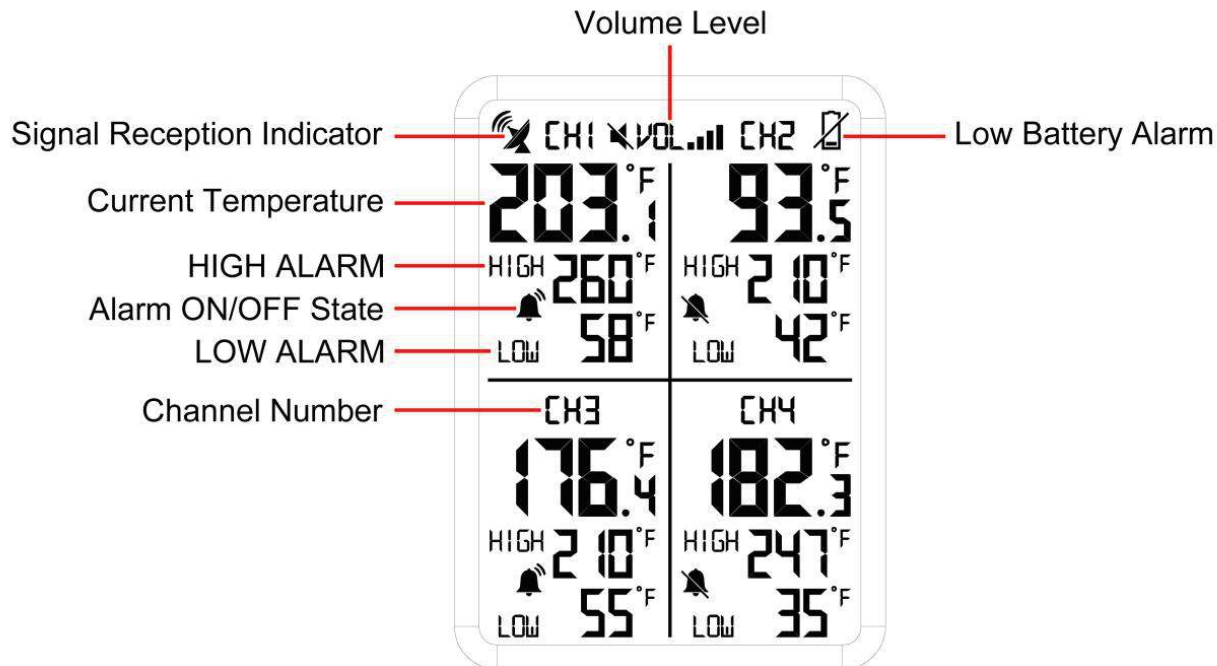 Volume Level
Signal Reception Indicator
CH1 VOL CH2
Low Battery Alarm
Current Temperature
203.1°F 93.5°F
HIGH ALARM
HIGH 260°F HIGH 210°F
Alarm ON/OFF State
LOW ALARM
LOW 58°F LOW 42°F
Channel Number
CH3 CH4
176.4°F 182.3°F
HIGH 210°F HIGH 247°F
LOW 55°F LOW 35°F